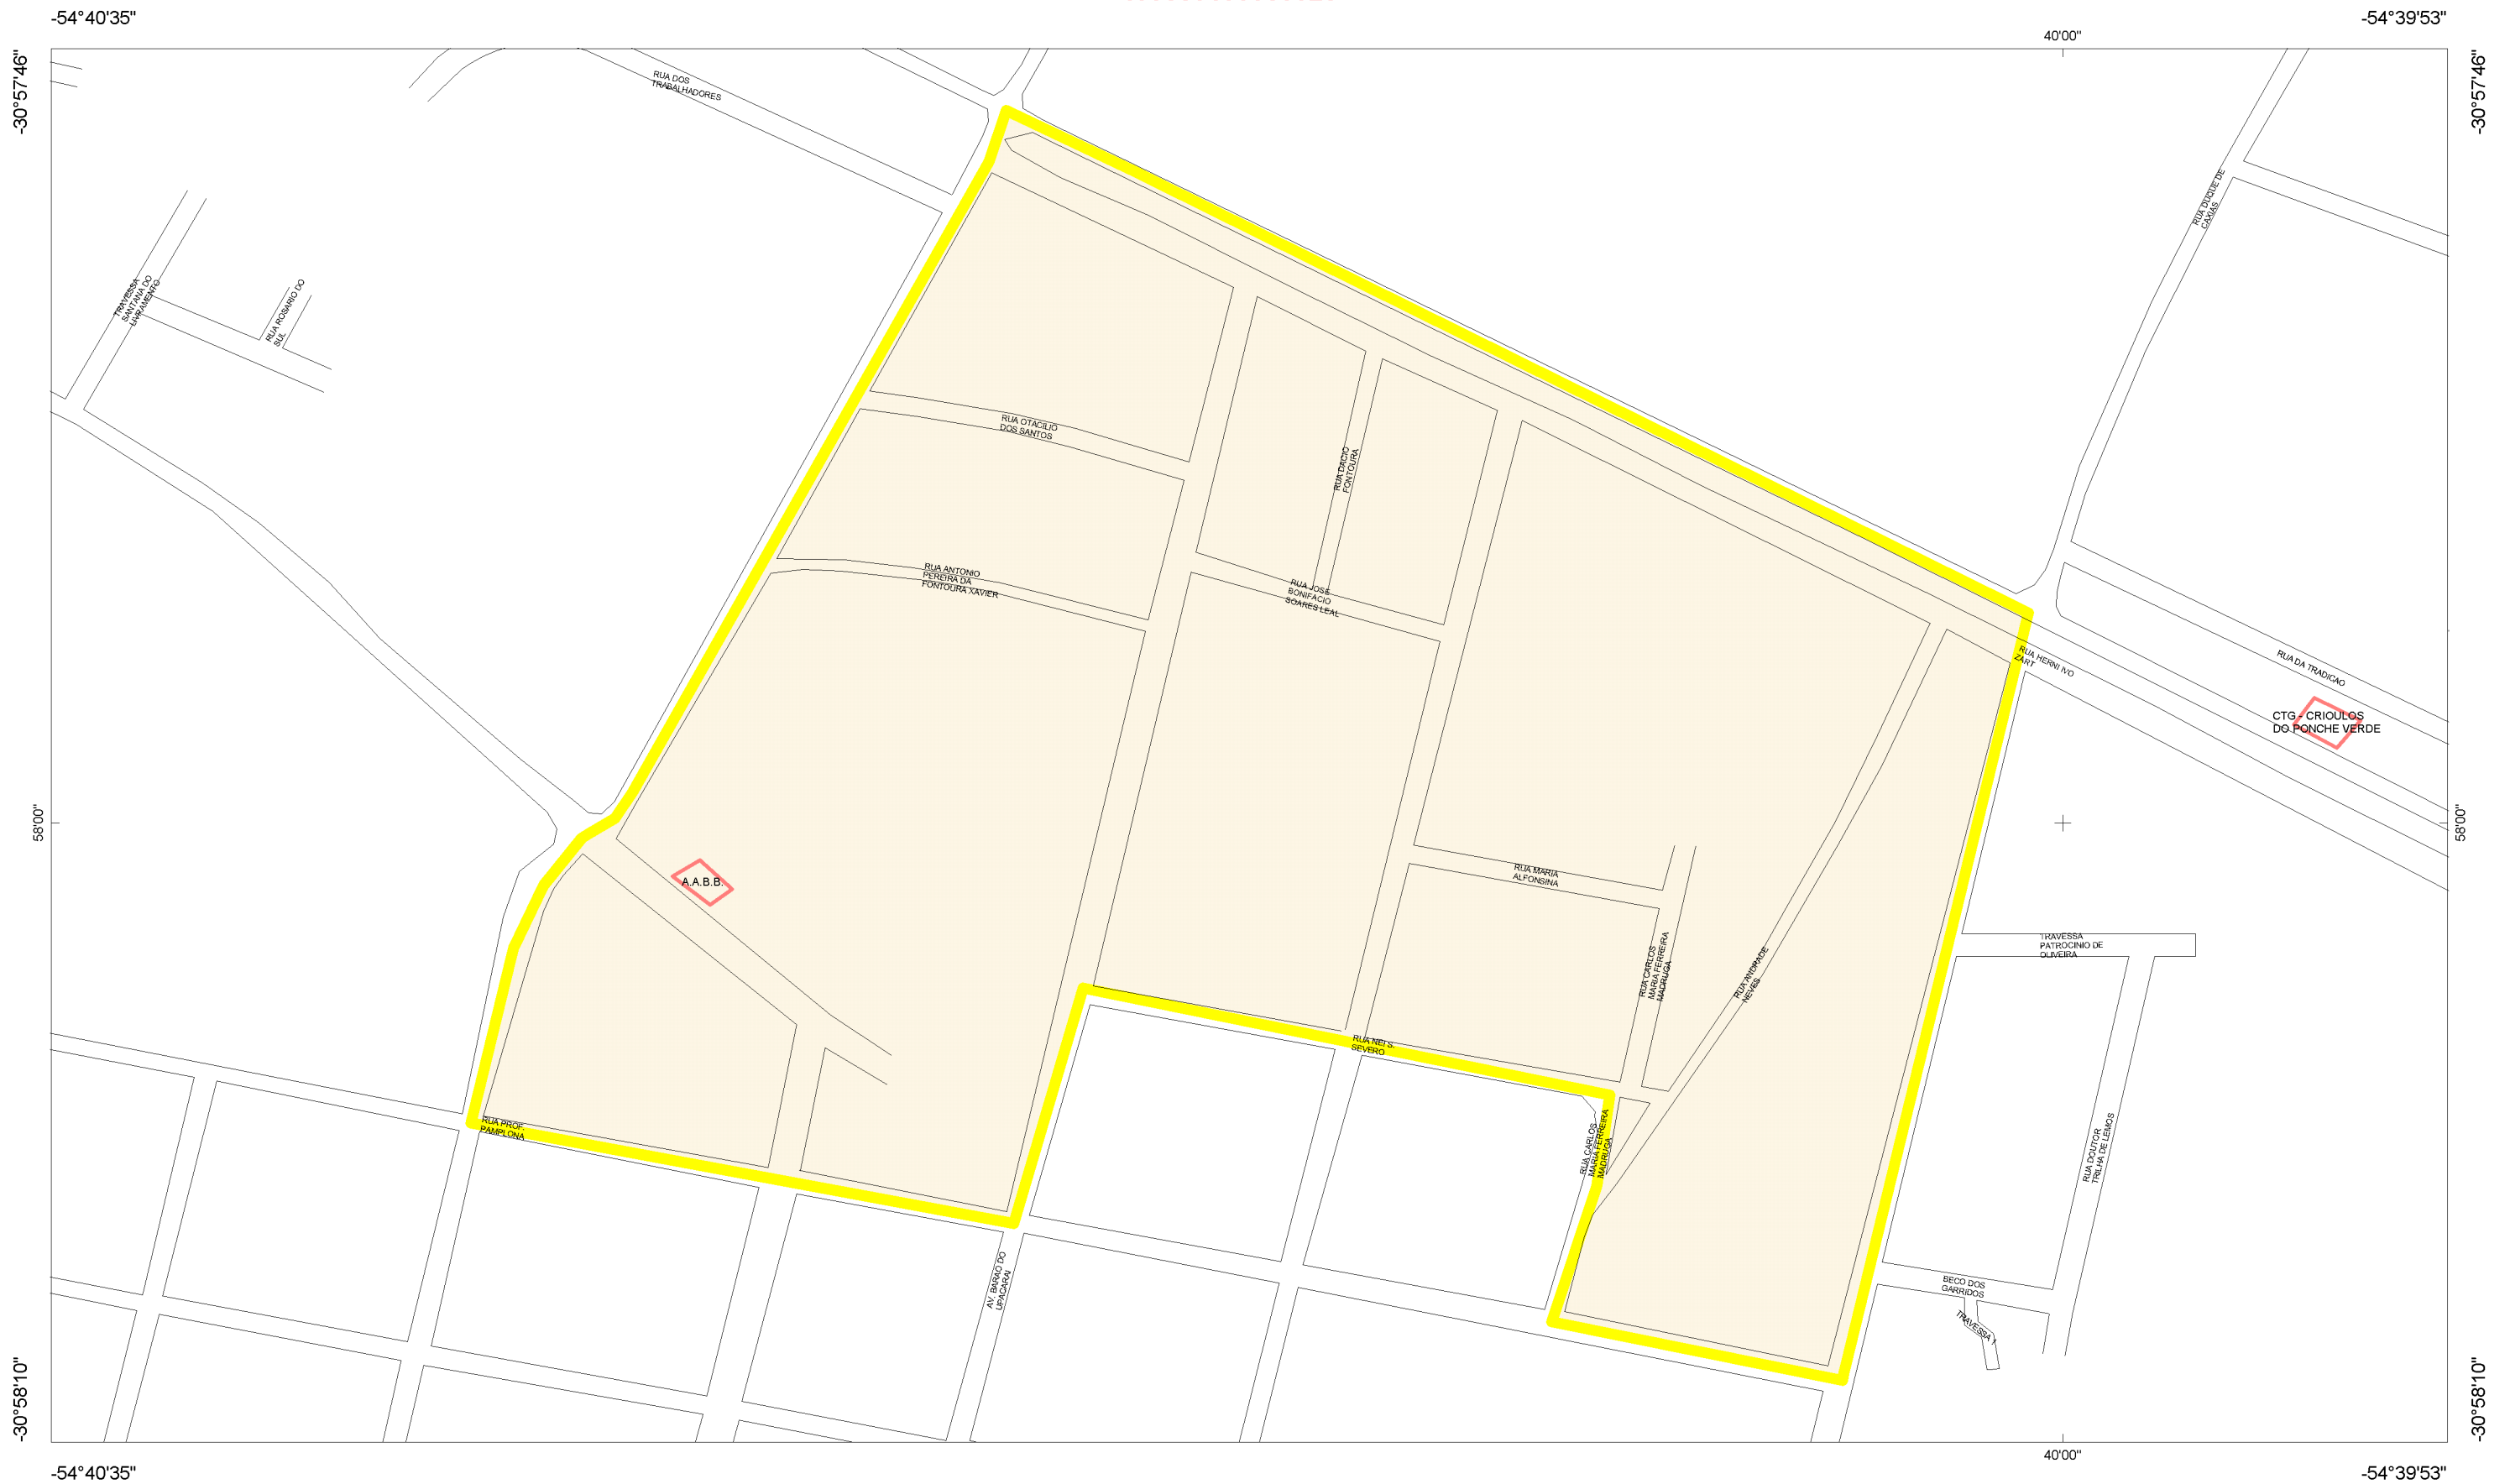 -54°40'35"
-54°39'53"
40'00"
-30°57'46"
-30°57'46"
RUA DOS
TRABALHADORES
RUA DUQUE DE
CAXIAS
TRAVESSA
SANTANA DO
LIVRAMENTO
RUA ROSARIO DO
SUL
RUA OTACILIO
DOS SANTOS
RUA DACIO
FONTOURA
RUA ANTONIO
PEREIRA DA
FONTOURA XAVIER
RUA JOSE
BONIFACIO
SOARES LEAL
RUA HERNI IVO
ZART
RUA DA TRADICAO
CTG - CRIOULOS
DO PONCHE VERDE
58'00"
58'00"
A.A.B.B.
RUA MARIA
ALFONSINA
RUA CARLOS
MARIA FERREIRA
MADRUGA
RUA ANDRADE
NEVES
TRAVESSA
PATROCINIO DE
OLIVEIRA
RUA NEI S.
SEVERO
RUA PROF.
PAMPLONA
RUA CARLOS
MARIA FERREIRA
MADRUGA
RUA DOUTOR
TRILHA DE LEMOS
AV. BARAO DO
UPACARAI
BECO DOS
GARRIDOS
TRAVESSA 1
-30°58'10"
-30°58'10"
40'00"
-54°40'35"
-54°39'53"